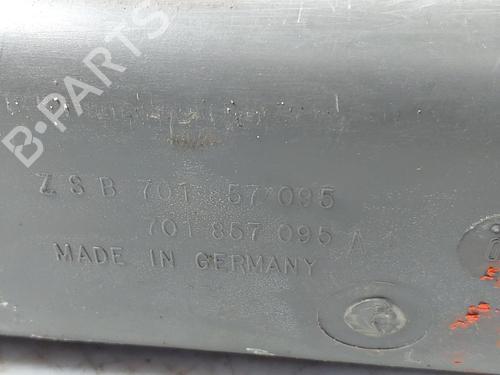 B-PARTS
ZSB 701 857 095
701 857 095 A
MADE IN GERMANY